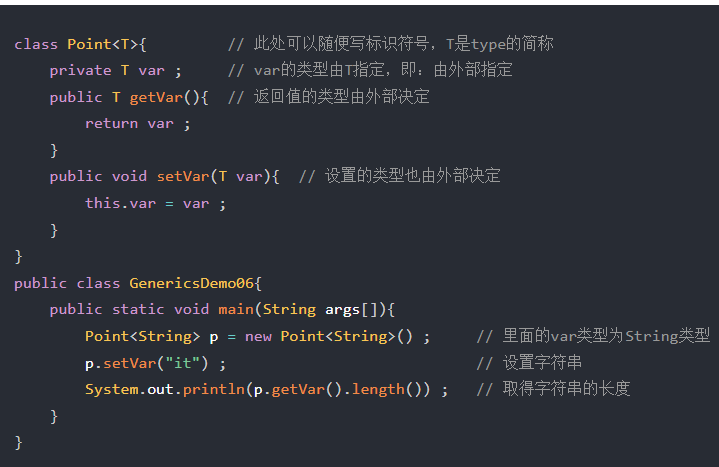 class Point<T>{ // 此处可以随便写标识符号，T是type的简称
private T var ; // var的类型由T指定，即：由外部指定
public T getVar(){ // 返回值的类型由外部决定
return var ;
}
public void setVar(T var){ // 设置的类型也由外部决定
this.var = var ;
}
}
public class GenericsDemo06{
public static void main(String args[]){
Point<String> p = new Point<String>() ; // 里面的var类型为String类型
p.setVar("it") ; // 设置字符串
System.out.println(p.getVar().length()) ; // 取得字符串的长度
}
}